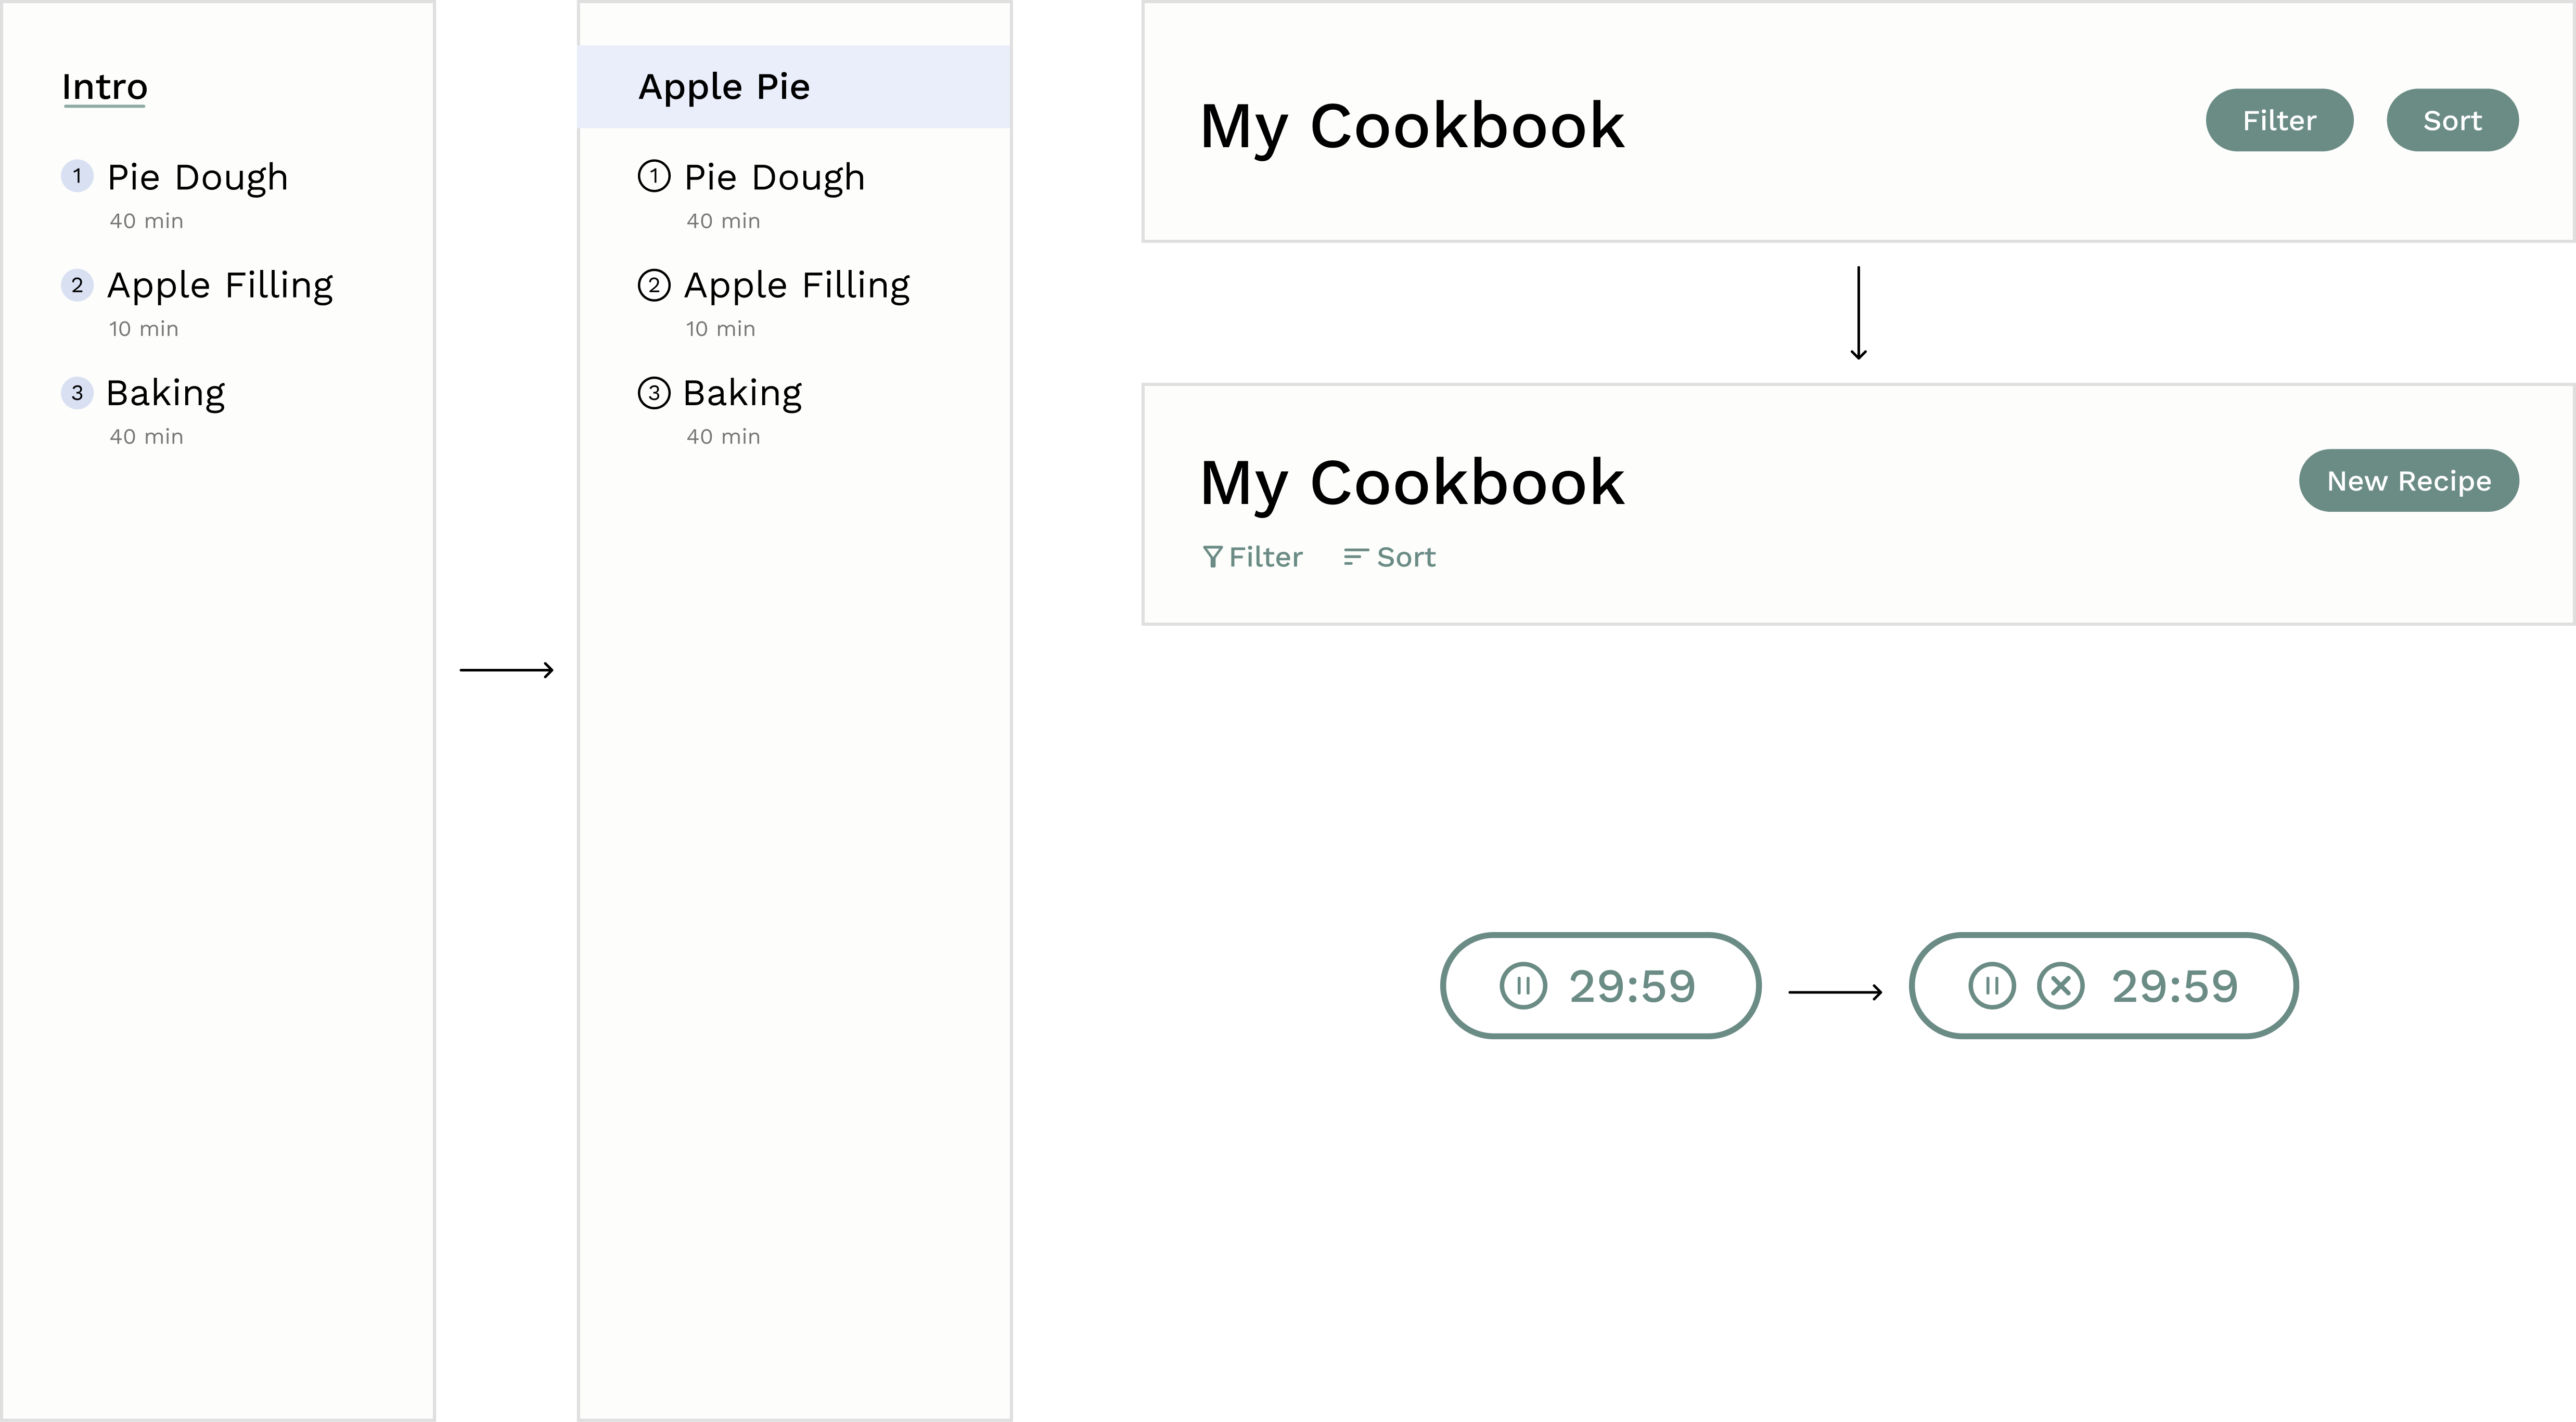 Intro
1 Pie Dough
40 min
2 Apple Filling
10 min
3 Baking
40 min
Apple Pie
1 Pie Dough
40 min
2 Apple Filling
10 min
3 Baking
40 min
My Cookbook
Filter Sort
My Cookbook
New Recipe
Filter Sort
29:59
29:59